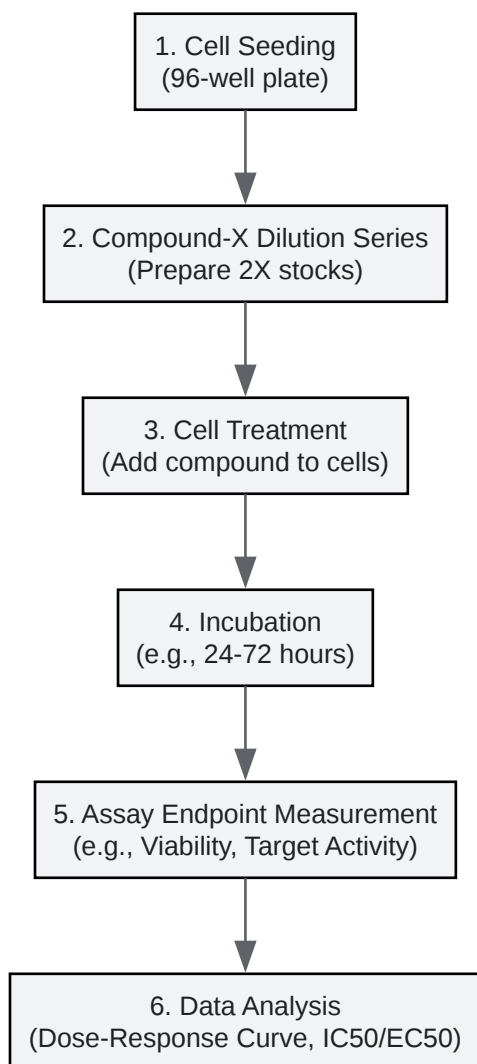 1. Cell Seeding
(96-well plate)
2. Compound-X Dilution Series
(Prepare 2X stocks)
3. Cell Treatment
(Add compound to cells)
4. Incubation
(e.g., 24-72 hours)
5. Assay Endpoint Measurement
(e.g., Viability, Target Activity)
6. Data Analysis
(Dose-Response Curve, IC50/EC50)